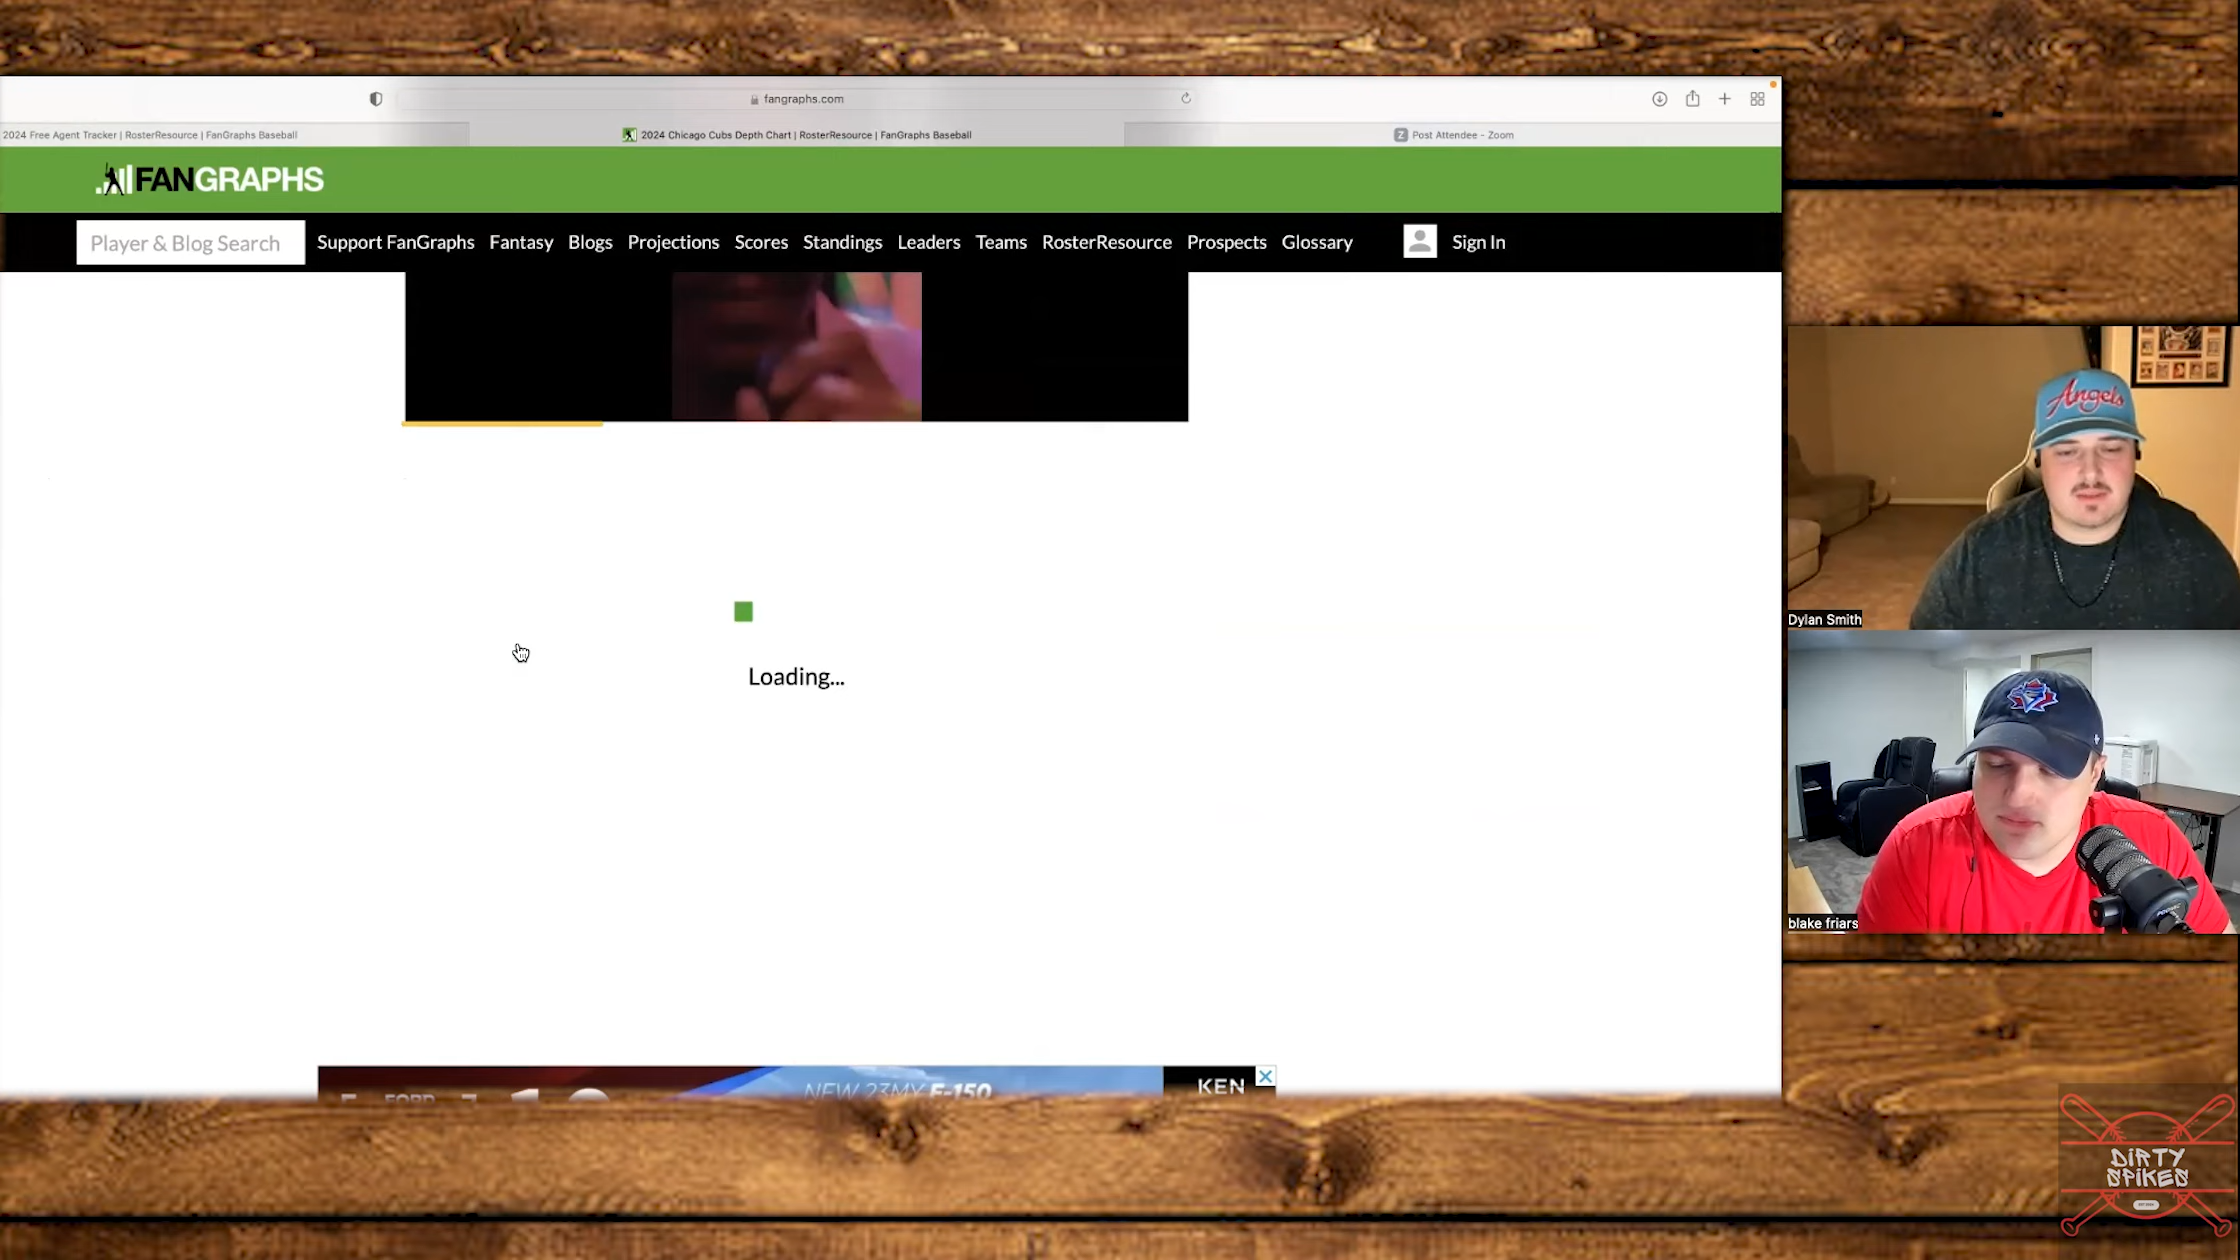 fangraphs.com
2024 Free Agent Tracker | RosterResource | FanGraphs Baseball
2024 Chicago Cubs Depth Chart | RosterResource | FanGraphs Baseball
Z Post Attendee - Zoom
FANGRAPHS
Player & Blog Search
Support FanGraphs Fantasy Blogs Projections Scores Standings Leaders Teams RosterResource Prospects Glossary
Sign In
Angels
Dylan Smith
Loading...
blake friars
NEW 23MY F-150
KEN
DIRTY
SPIKES